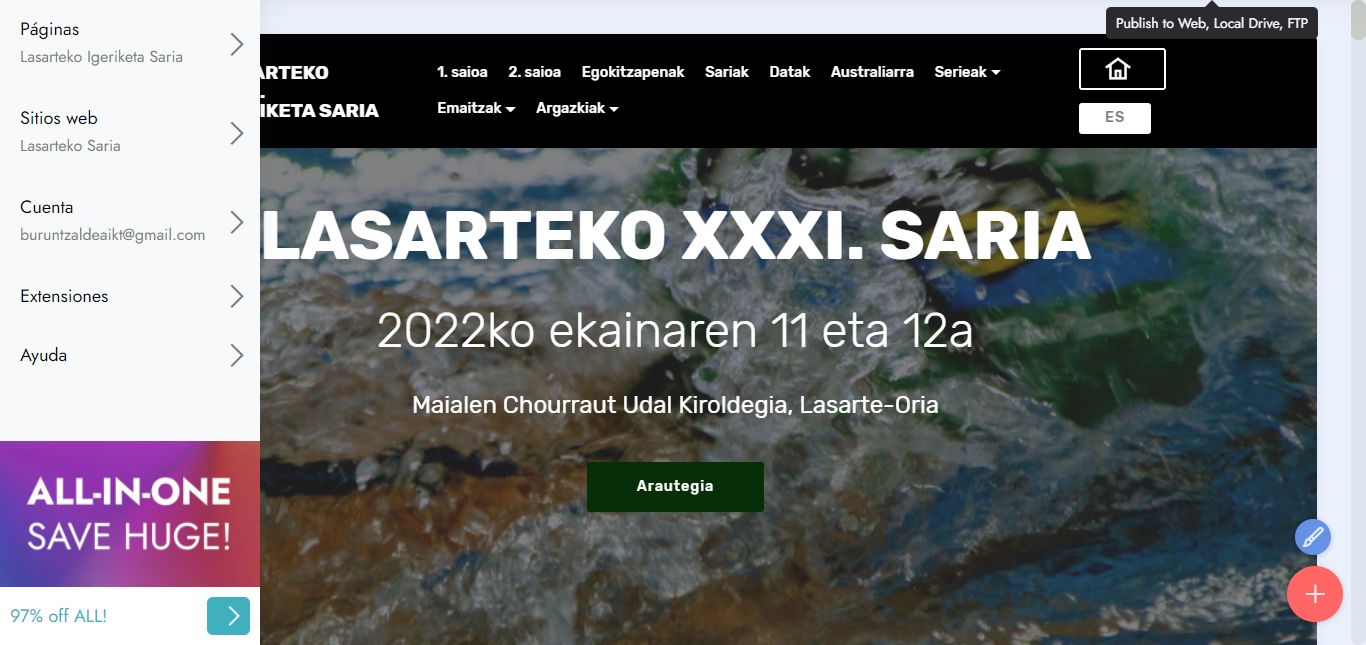 Páginas
Lasarteko Igeriketa Saria
Sitios web
Lasarteko Saria
Cuenta
buruntzaldeaikt@gmail.com
Extensiones
Ayuda
ALL-IN-ONE
SAVE HUGE!
97% off ALL!
Publish to Web, Local Drive, FTP
ARTEKO
IKETA SARIA
1. saioa 2. saioa Egokitzapenak Sariak Datak Australiarra Serieak
Emaitzak Argazkiak
ES
LASARTEKO XXXI. SARIA
2022ko ekainaren 11 eta 12a
Maialen Chourraut Udal Kiroldegia, Lasarte-Oria
Arautegia